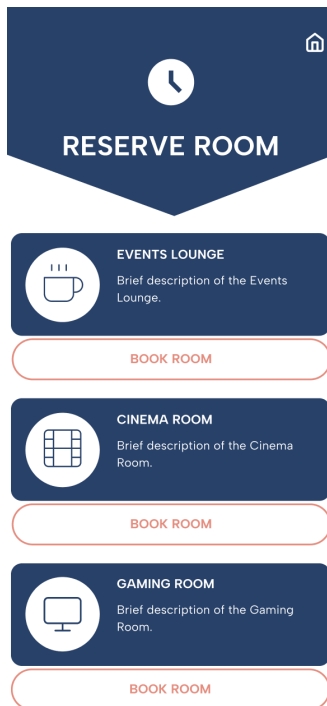 RESERVE ROOM
EVENTS LOUNGE
Brief description of the Events
Lounge.
BOOK ROOM
CINEMA ROOM
Brief description of the Cinema
Room.
BOOK ROOM
GAMING ROOM
Brief description of the Gaming
Room.
BOOK ROOM